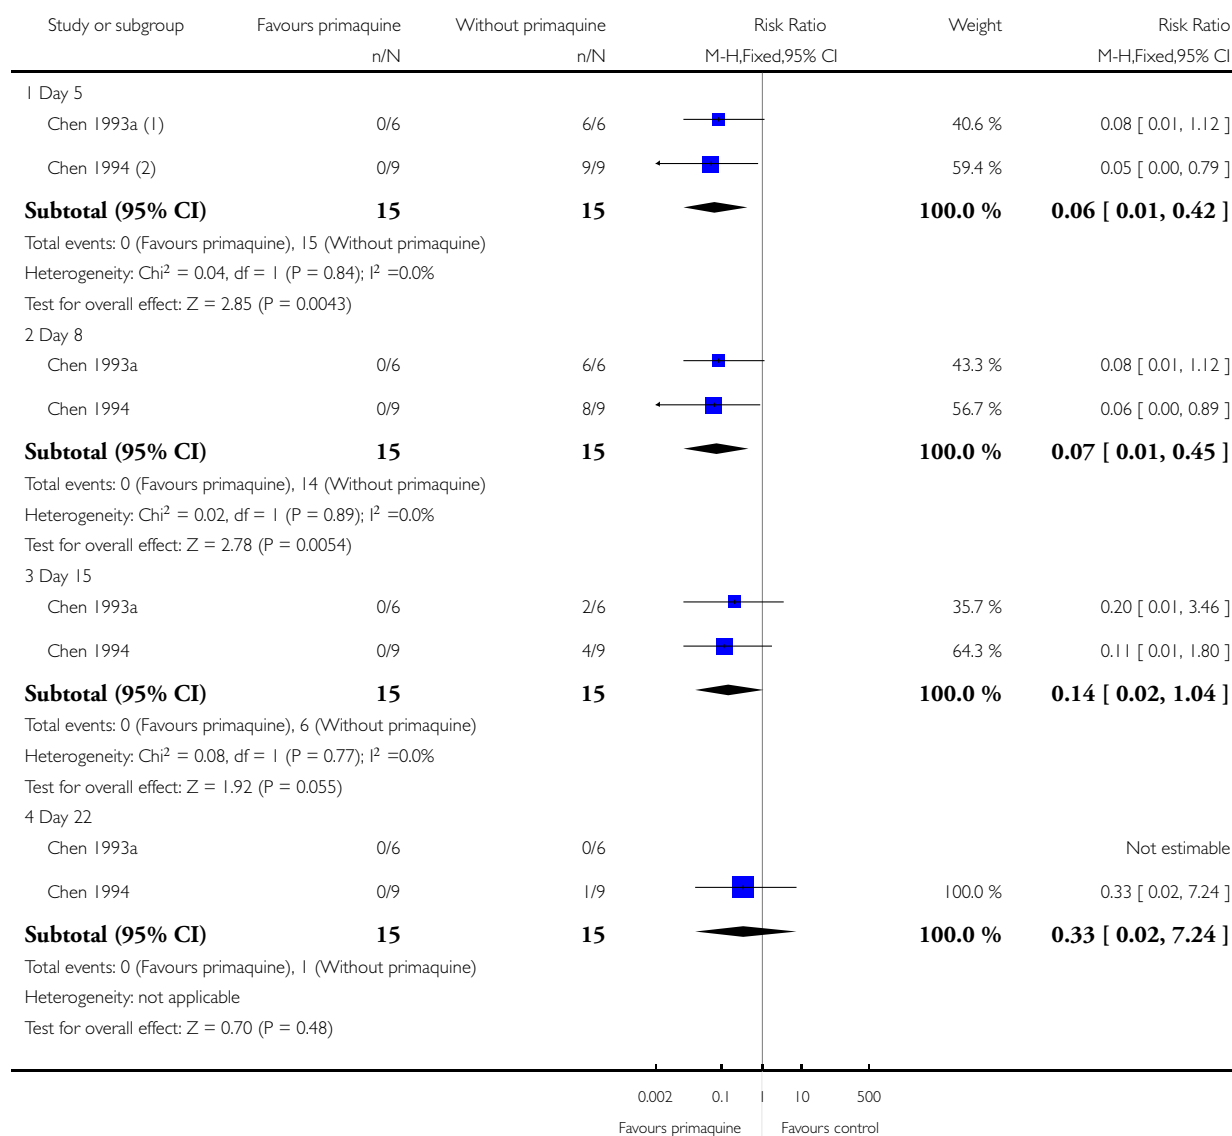 Study or subgroup Favours primaquine Without primaquine Risk Ratio Weight Risk Ratio
n/N n/N M-H,Fixed,95% CI M-H,Fixed,95% CI
1 Day 5
Chen 1993a (1) 0/6 6/6 40.6 % 0.08 [ 0.01, 1.12 ]
Chen 1994 (2) 0/9 9/9 59.4 % 0.05 [ 0.00, 0.79 ]
Subtotal (95% CI) 15 15 100.0 % 0.06 [ 0.01, 0.42 ]
Total events: 0 (Favours primaquine), 15 (Without primaquine)
Heterogeneity: Chi² = 0.04, df = 1 (P = 0.84); I² =0.0%
Test for overall effect: Z = 2.85 (P = 0.0043)
2 Day 8
Chen 1993a 0/6 6/6 43.3 % 0.08 [ 0.01, 1.12 ]
Chen 1994 0/9 8/9 56.7 % 0.06 [ 0.00, 0.89 ]
Subtotal (95% CI) 15 15 100.0 % 0.07 [ 0.01, 0.45 ]
Total events: 0 (Favours primaquine), 14 (Without primaquine)
Heterogeneity: Chi² = 0.02, df = 1 (P = 0.89); I² =0.0%
Test for overall effect: Z = 2.78 (P = 0.0054)
3 Day 15
Chen 1993a 0/6 2/6 35.7 % 0.20 [ 0.01, 3.46 ]
Chen 1994 0/9 4/9 64.3 % 0.11 [ 0.01, 1.80 ]
Subtotal (95% CI) 15 15 100.0 % 0.14 [ 0.02, 1.04 ]
Total events: 0 (Favours primaquine), 6 (Without primaquine)
Heterogeneity: Chi² = 0.08, df = 1 (P = 0.77); I² =0.0%
Test for overall effect: Z = 1.92 (P = 0.055)
4 Day 22
Chen 1993a 0/6 0/6 Not estimable
Chen 1994 0/9 1/9 100.0 % 0.33 [ 0.02, 7.24 ]
Subtotal (95% CI) 15 15 100.0 % 0.33 [ 0.02, 7.24 ]
Total events: 0 (Favours primaquine), 1 (Without primaquine)
Heterogeneity: not applicable
Test for overall effect: Z = 0.70 (P = 0.48)
0.002 0.1 1 10 500
Favours primaquine Favours control